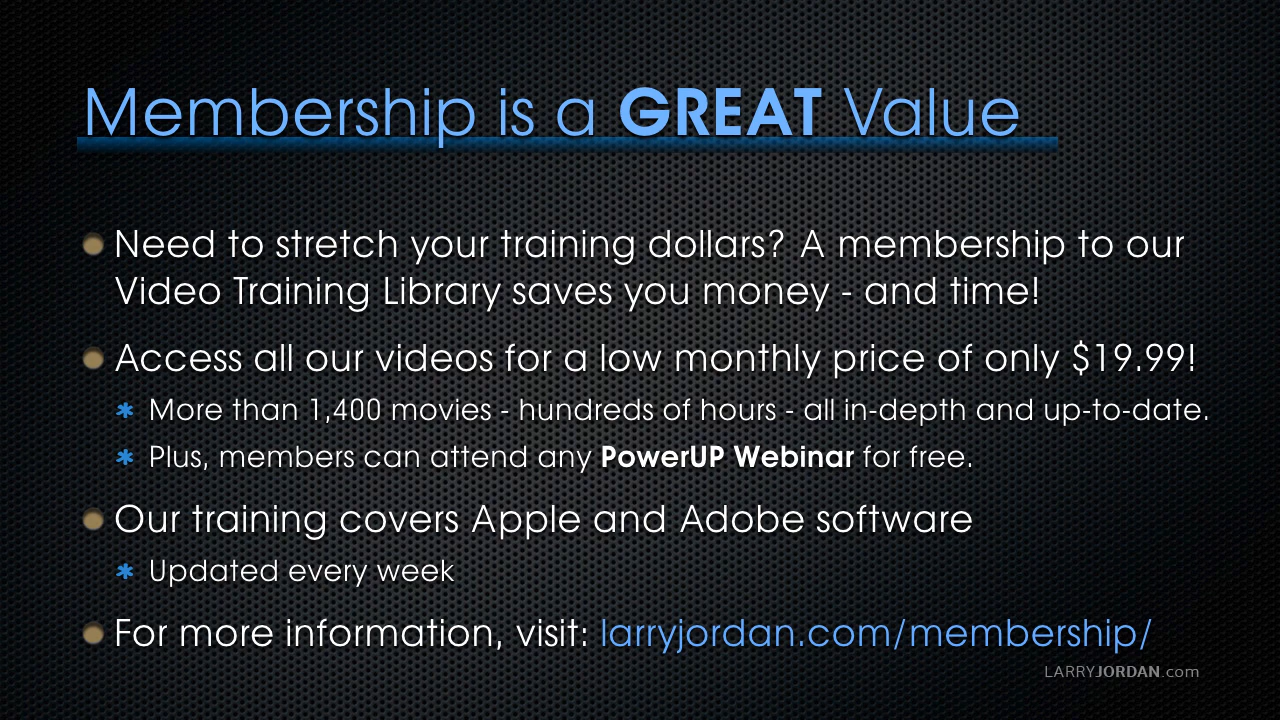 Membership is a GREAT Value
Need to stretch your training dollars? A membership to our
Video Training Library saves you money - and time!
Access all our videos for a low monthly price of only $19.99!
More than 1,400 movies - hundreds of hours - all in-depth and up-to-date.
Plus, members can attend any PowerUP Webinar for free.
Our training covers Apple and Adobe software
Updated every week
For more information, visit: larryjordan.com/membership/
LARRYJORDAN.com